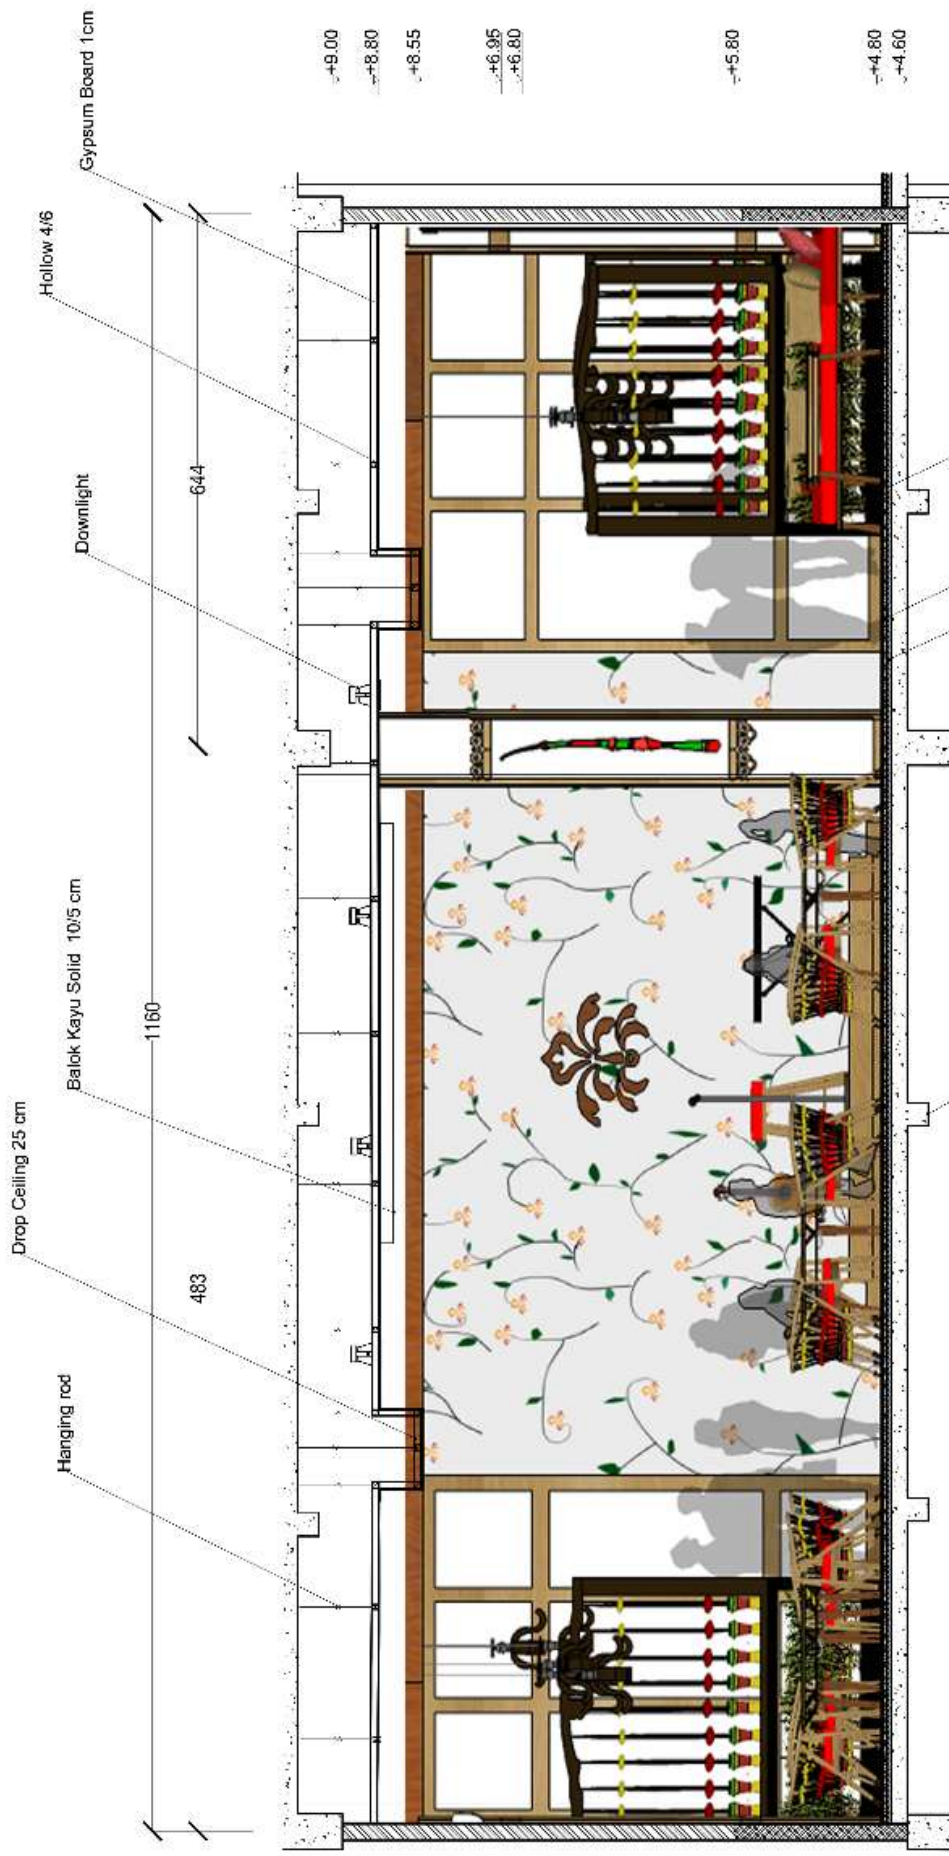 Hanging rod
Drop Ceiling 25 cm
Balok Kayu Solid 10/5 cm
Downlight
Hollow 4/6
Gypsum Board 1cm
1160
483
644
+9.00
+8.80
+8.55
+6.95
+6.80
+5.80
+4.80
+4.60